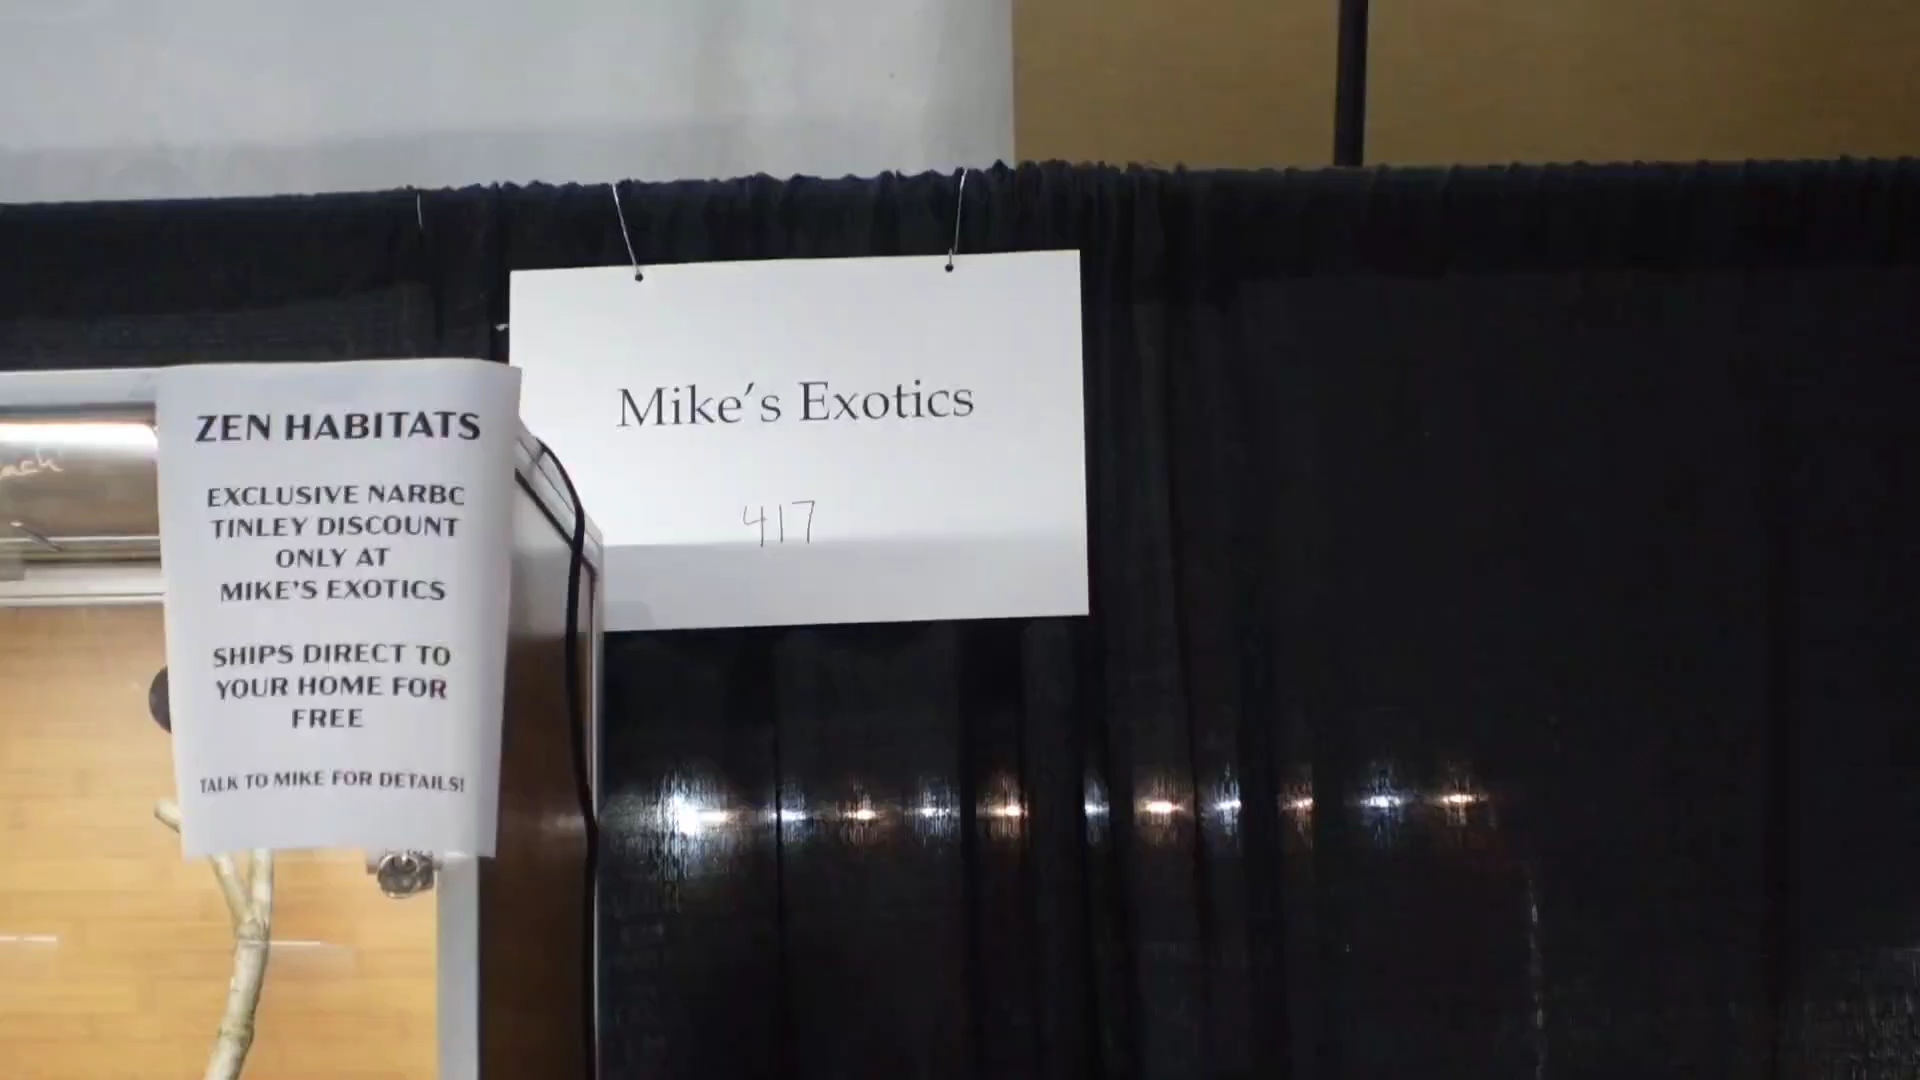 Mike's Exotics
417
ZEN HABITATS
EXCLUSIVE NARBC
TINLEY DISCOUNT
ONLY AT
MIKE'S EXOTICS
SHIPS DIRECT TO
YOUR HOME FOR
FREE
TALK TO MIKE FOR DETAILS!